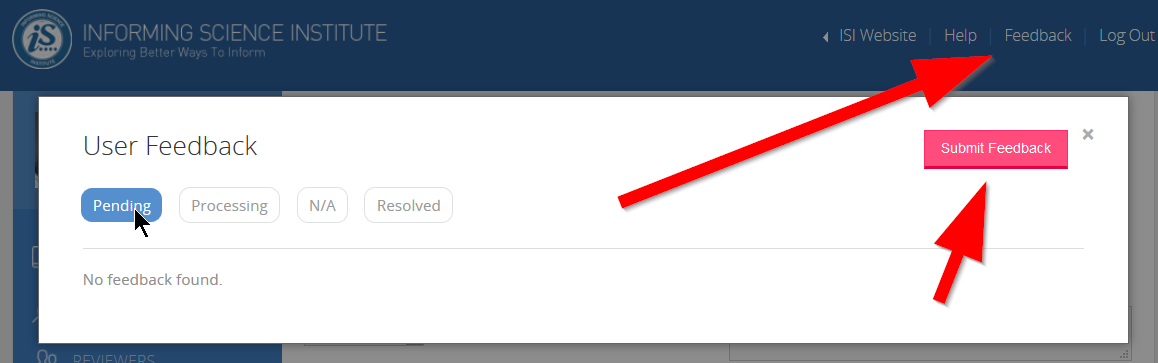 INFORMING SCIENCE INSTITUTE
Exploring Better Ways To Inform
ISI Website Help Feedback Log Out
User Feedback
Submit Feedback
Pending Processing N/A Resolved
No feedback found.
REVIEWERS